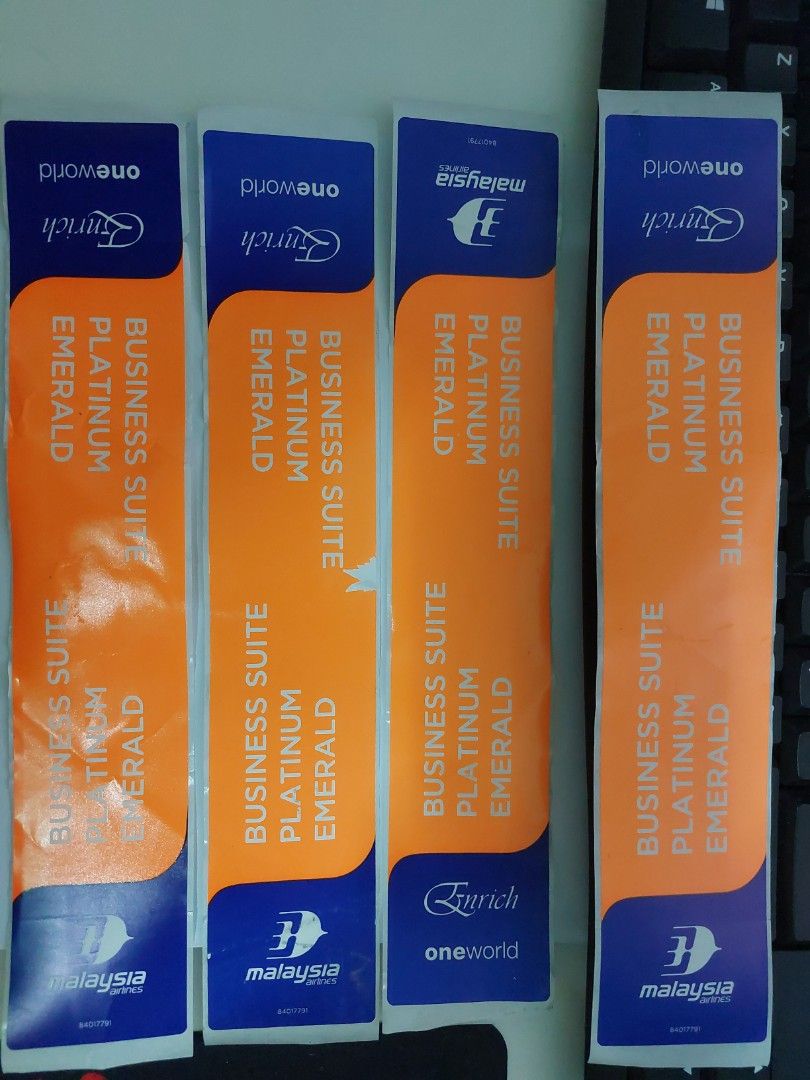 oneworld
Enrich
BUSINESS SUITE
PLATINUM
EMERALD
BUSINESS SUITE
PLATINUM
EMERALD
malaysia
airlines
84017791
oneworld
Enrich
BUSINESS SUITE
PLATINUM
EMERALD
BUSINESS SUITE
PLATINUM
EMERALD
malaysia
airlines
84017791
84017791
malaysia
airlines
BUSINESS SUITE
PLATINUM
EMERALD
BUSINESS SUITE
PLATINUM
EMERALD
Enrich
oneworld
oneworld
Enrich
BUSINESS SUITE
PLATINUM
EMERALD
BUSINESS SUITE
PLATINUM
EMERALD
malaysia
airlines
84017791
Z
A